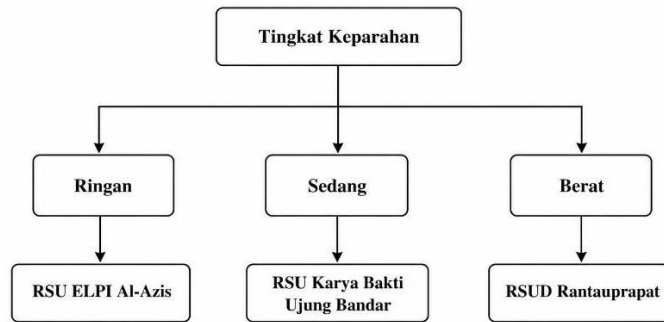 Tingkat Keparahan
Ringan
Sedang
Berat
RSU ELPI Al-Azis
RSU Karya Bakti
Ujung Bandar
RSUD Rantauprapat